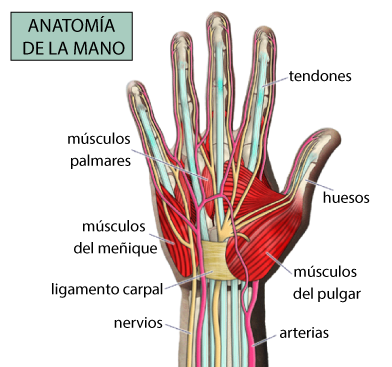 ANATOMÍA
DE LA MANO
tendones
músculos
palmares
huesos
músculos
del meñique
ligamento carpal
músculos
del pulgar
nervios
arterias